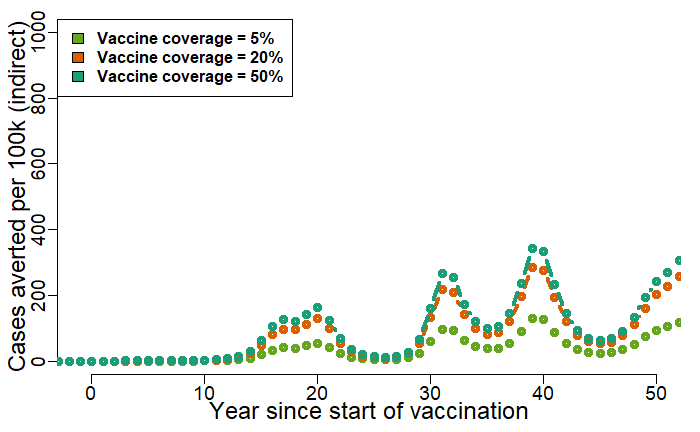 Vaccine coverage = 5%
Vaccine coverage = 20%
Vaccine coverage = 50%
Cases averted per 100k (indirect)
1000
800
600
400
200
0
0 10 20 30 40 50
Year since start of vaccination